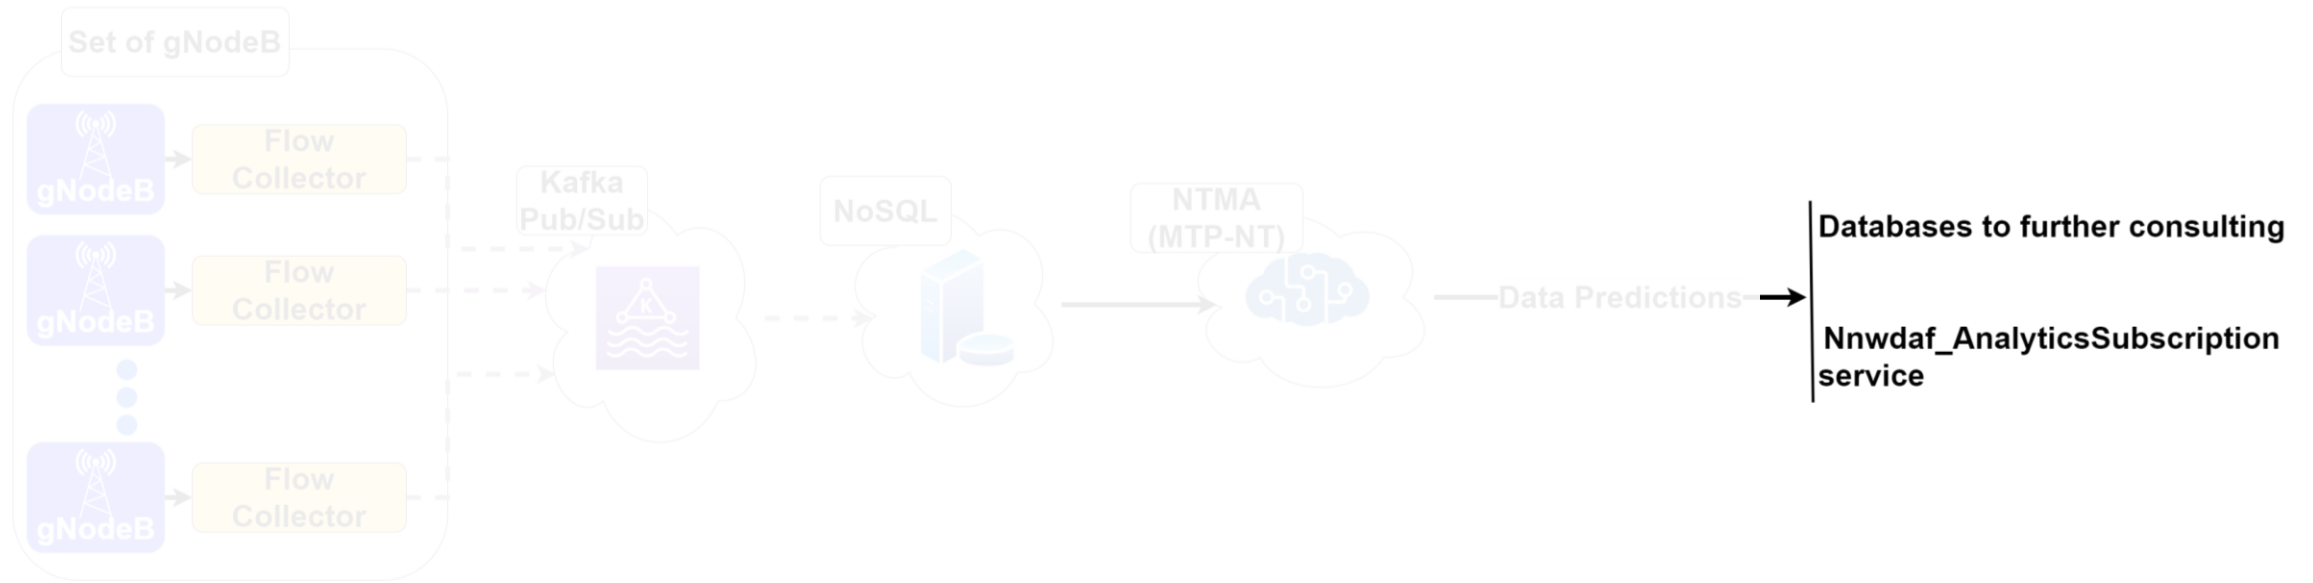 Set of gNodeB
gNodeB
Flow
Collector
gNodeB
Flow
Collector
gNodeB
Flow
Collector
Kafka
Pub/Sub
K
NoSQL
NTMA
(MTP-NT)
Data Predictions
Databases to further consulting
Nnwdaf_AnalyticsSubscription
service